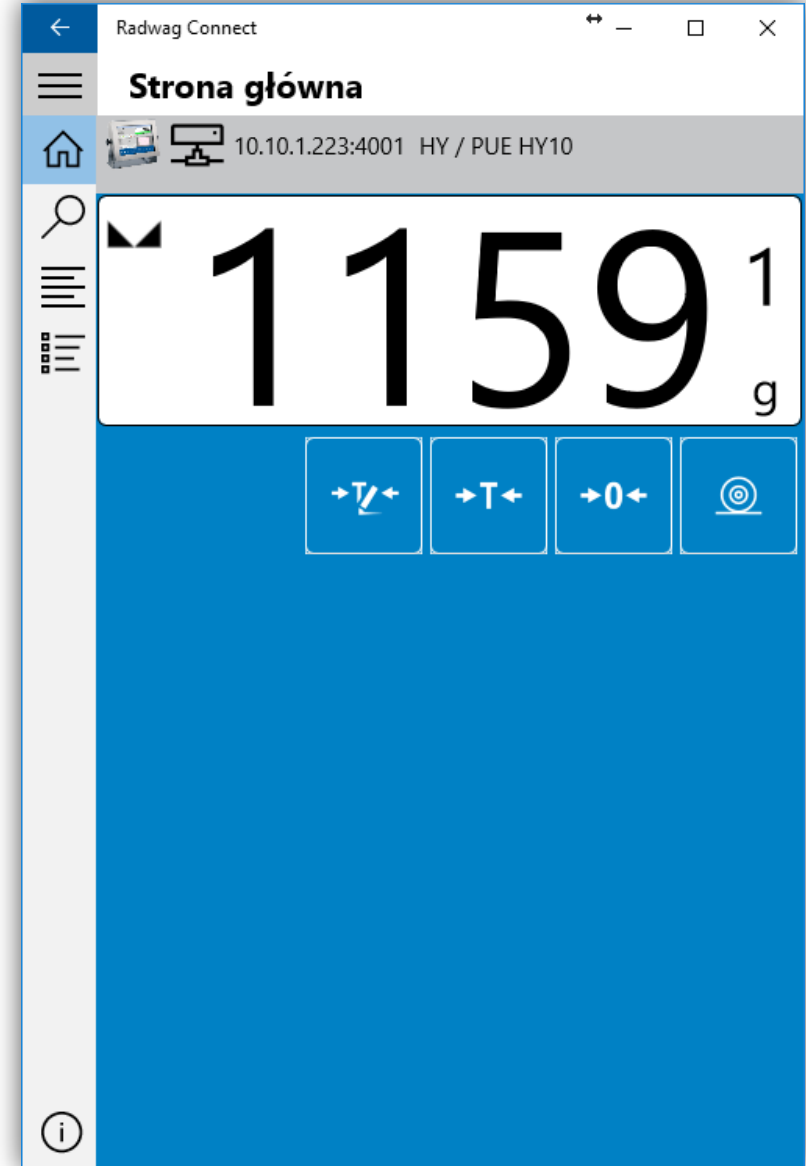 Radwag Connect
Strona główna
10.10.1.223:4001 HY / PUE HY10
1159 1
g
→T← →T← →0←